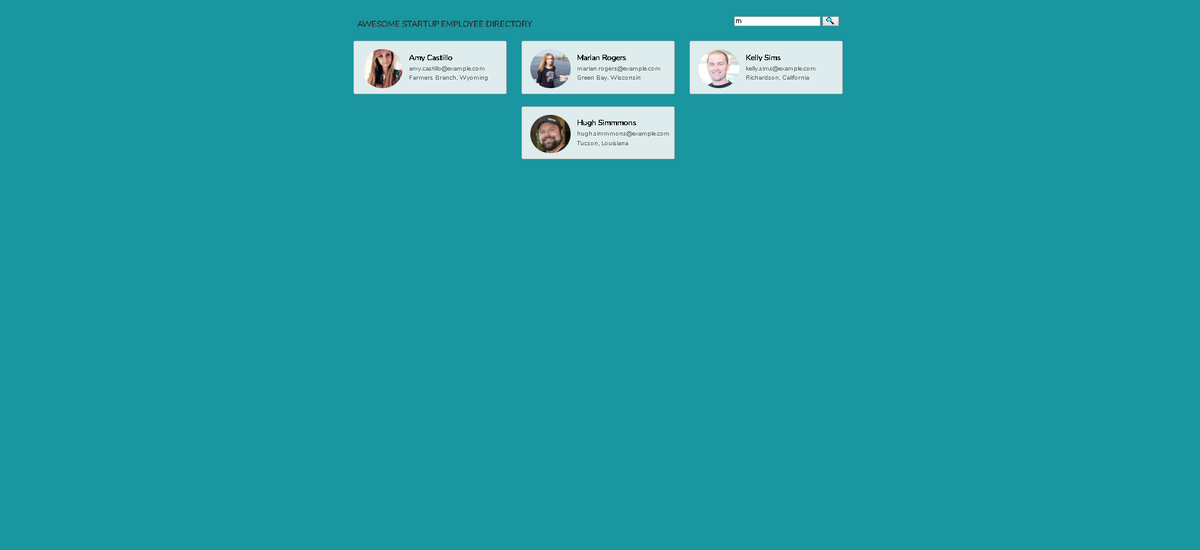 AWESOME STARTUP EMPLOYEE DIRECTORY
m
Amy Castillo
amy.castillo@example.com
Farmers Branch, Wyoming
Marian Rogers
marian.rogers@example.com
Green Bay, Wisconsin
Kelly Sims
kelly.sims@example.com
Richardson, California
Hugh Simmmons
hugh.simmmons@example.com
Tucson, Louisiana